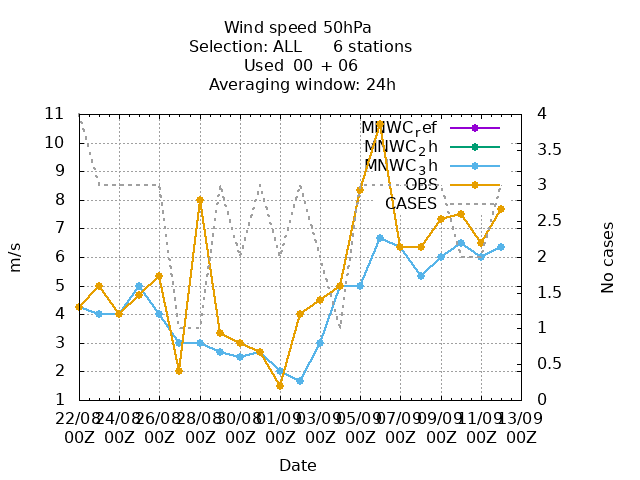 Wind speed 50hPa
Selection: ALL 6 stations
Used 00 + 06
Averaging window: 24h
11 4
MNWC_ref
10 3.5
MNWC_2h
9
MNWC_3h
8 3
OBS
CASES
7 2.5
6 2
5 1.5
4 1
3
2 0.5
1 0
m/s
No cases
22/08 24/08 26/08 28/08 30/08 01/09 03/09 05/09 07/09 09/09 11/09 13/09
00Z 00Z 00Z 00Z 00Z 00Z 00Z 00Z 00Z 00Z 00Z 00Z
Date